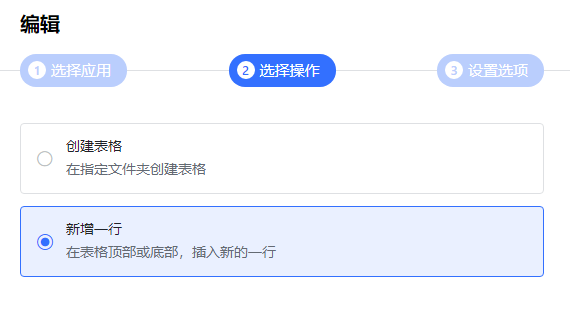 编辑
1 选择应用
2 选择操作
3 设置选项
创建表格
在指定文件夹创建表格
新增一行
在表格顶部或底部，插入新的一行